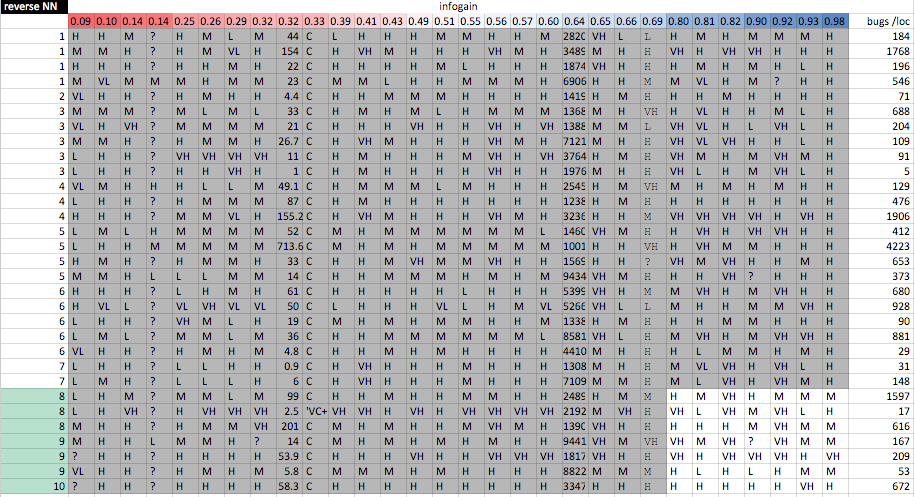 reverse NN infogain
0.09 0.10 0.14 0.14 0.25 0.26 0.29 0.32 0.32 0.33 0.39 0.41 0.43 0.49 0.51 0.55 0.56 0.57 0.60 0.64 0.65 0.66 0.69 0.80 0.81 0.82 0.90 0.92 0.93 0.98 bugs /loc
1 H H M ? H M L M 44 C L H H H M M H H M 282C VH L L H M H M M M H 184
1 M M H ? H M VL H 154 C H VH M H H H VH M H 3489 M H H VH VH H VH VH H H 1768
1 H H H ? H H M H 22 C H H H H M L H H H 1874 VH H H H M H M H L H 196
1 M VL M M H M M M 23 C M M L H H M M M M 6906 H H M M VL H M ? H H 546
2 VL H H ? H M H H 4.4 C H H M M M H H H H 1419 H M H H H M H M H H 71
3 M M M ? M L M L 33 C M H L H M L H M M 1368 M H VH H VL H H M L H 688
3 VL H VH ? M M M M 21 C H H H VH H H VH H VH 1388 M M L VH VL H L VH L H 204
3 M M H ? H M M H 26.7 C H VH M H H H VH M H 7121 M H H VH L H H L H H 109
3 L H H ? VH VH VH VH 11 C H M H H H M H H VH 3764 M H H VH M H M VH M H 91
3 L H H ? H H VH H 1 C H M H H H H VH H H 1976 M H H VH L H M VH L H 5
4 VL M H H H L L M 49.1 C M H M H L M H M H 2545 H M VH M VH M H M M H 129
4 L H H ? H M M H 87 C H H H H H H H H H 1238 H M H H H H H H H H 476
4 H H H ? H M VL H 155.2 C H VH M H H H VH M H 3236 H H M VH VH VH VH VH H H 1906
5 L M L H M M M M 52 C M H M M M M M M L 146C VH H H VH VH H VH VH H H 412
5 L H H M M M M M 713.6 C M H M M H M M M M 1001 H H VH H VH M M H H H 4223
5 H M H ? H M H H 33 C H H M VH M M VH M H 1569 H H ? VH H H M H H H 653
5 M M H L L L M M 14 C M H M H H M H M H 9434 VH M H H H VH ? VH H H 373
6 H H H ? L H M H 61 C H H H H H L H H H 5399 VH H M M VH H M VH H H 680
6 H VL L ? VL VH VL VL 50 C L H L H VL L H M VL 5266 VH L L M H H M M VH H 928
6 H H H ? VH M L H 19 C M H M H M M H H M 1338 H M H H H M M H H H 90
6 L M L ? M M L M 36 C H H M M M M M M L 8581 VH M H M VH H M VH VH H 881
6 VL H H ? H M H M 4.8 C H H M H M H H H H 4410 M H H H L M M H M H 29
7 L H H ? L L H H 0.9 C H VH H H H M H H H 1308 M H H M VL VH H VH L H 31
7 L M H ? L L L H 6 C H VH H H H M H H H 7109 M M H M L VH H VH M H 148
8 L H M ? M M L M 99 C L H H H M M H H M 2489 H M M H M VH H M M M 1597
8 L H VH ? H VH VH VH 2.5 'VC+ VH VH H VH H VH VH VH VH 2192 M VH H VH L VH M VH L H 17
8 M H H ? H M M VH 201 C M H M H H M H H H 139C VH H M H H H M VH M M 616
9 M H H L M M H ? 14 C M H M H M M H M H 9441 VH M VH VH M VH ? VH M M 167
9 ? H H ? H H H H 53.9 C H H H VH H H VH VH VH 1817 VH H H VH VH H VH VH H VH 209
9 VL H H ? H M H M 5.8 C M M M H M H H H H 8822 M M M H L H L H M M 53
10 ? H H ? H H H H 58.3 C H H H H H H H H H 3347 H H M H H H H H VH H 672